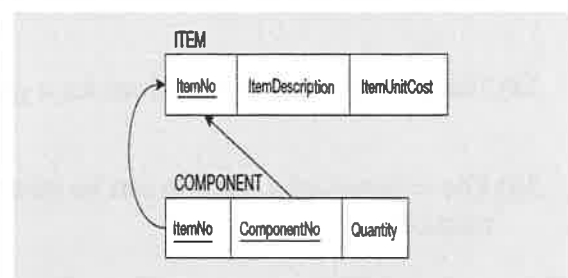 ITEM
ItemNo ItemDescription ItemUnitCost
COMPONENT
ItemNo ComponentNo Quantity